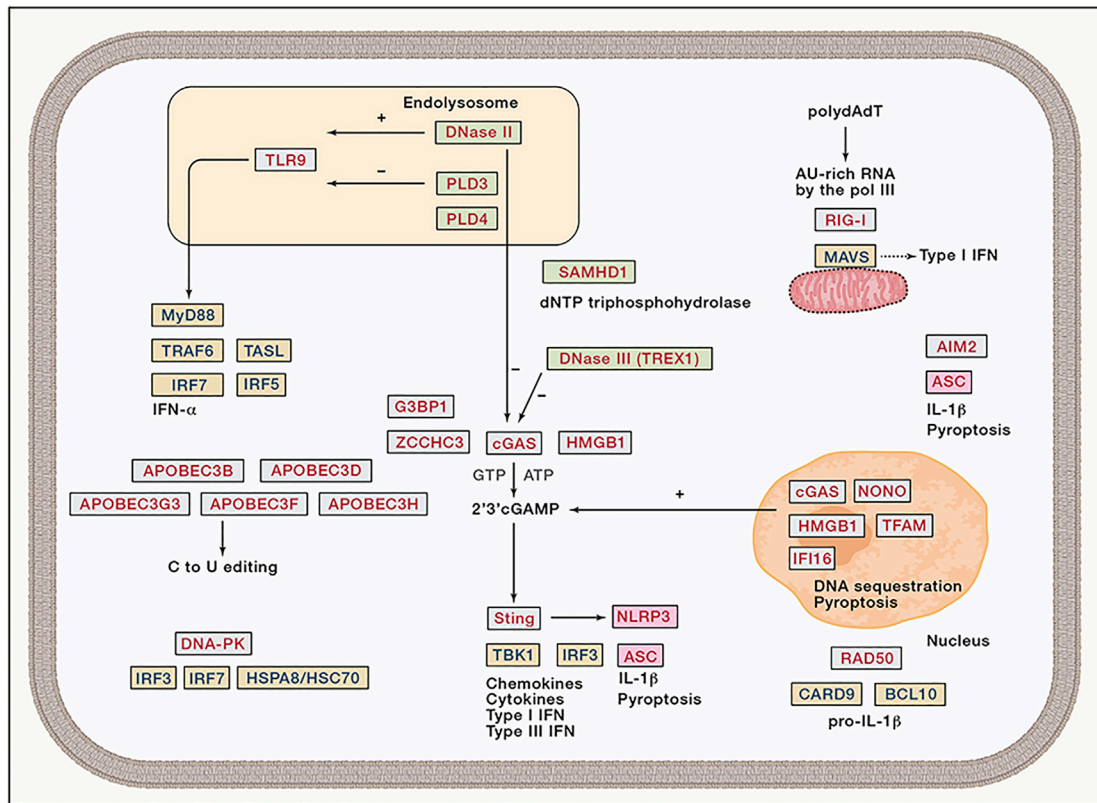 Endolysosome
+
DNase II
TLR9
–
PLD3
PLD4
polydAdT
AU-rich RNA
by the pol III
RIG-I
MAVS
Type I IFN
SAMHD1
dNTP triphosphohydrolase
MyD88
TRAF6 TASL
IRF7 IRF5
IFN-α
DNase III (TREX1)
–
–
AIM2
ASC
IL-1β
Pyroptosis
G3BP1
ZCCHC3 cGAS HMGB1
GTP ATP
2'3'cGAMP
+
APOBEC3B APOBEC3D
APOBEC3G3 APOBEC3F APOBEC3H
C to U editing
cGAS NONO
HMGB1 TFAM
IFI16
DNA sequestration
Pyroptosis
Nucleus
Sting NLRP3
TBK1 IRF3 ASC
Chemokines
Cytokines
Type I IFN
Type III IFN
IL-1β
Pyroptosis
DNA-PK
IRF3 IRF7 HSPA8/HSC70
RAD50
CARD9 BCL10
pro-IL-1β